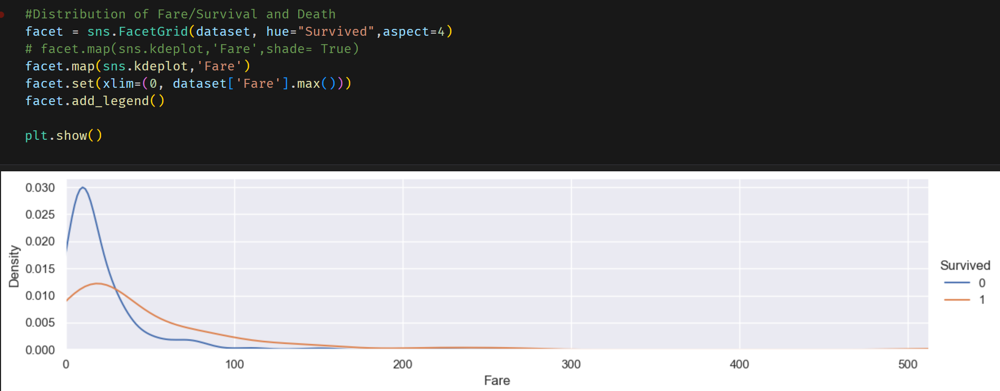 #Distribution of Fare/Survival and Death
facet = sns.FacetGrid(dataset, hue="Survived",aspect=4)
# facet.map(sns.kdeplot,'Fare',shade= True)
facet.map(sns.kdeplot,'Fare')
facet.set(xlim=(0, dataset['Fare'].max()))
facet.add_legend()
plt.show()
0.030
0.025
0.020
0.015
0.010
0.005
0.000
Density
0 100 200 300 400 500
Fare
Survived
0
1